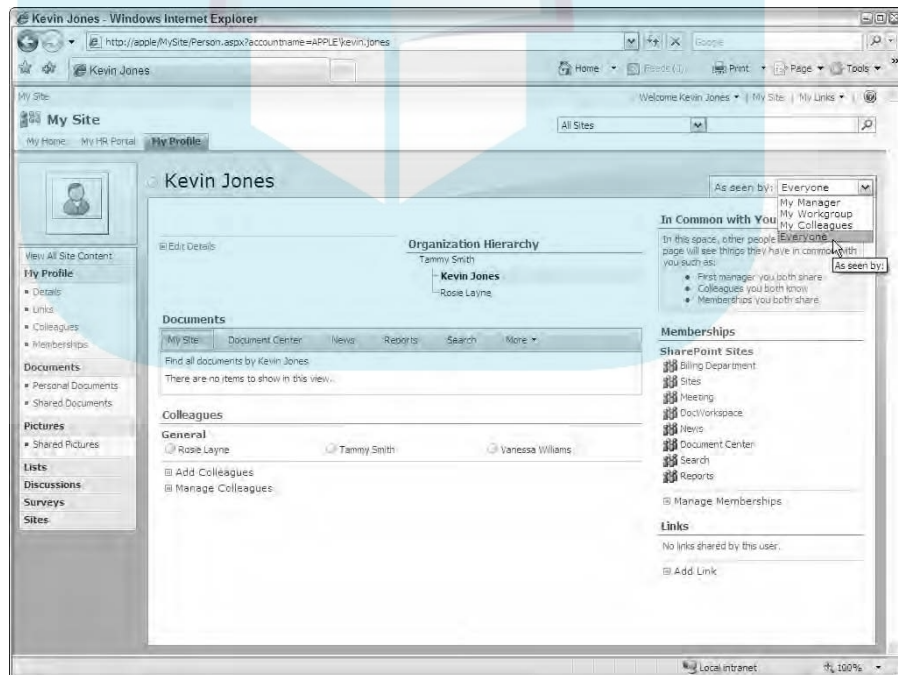 Kevin Jones - Windows Internet Explorer
http://apple/MySite/Person.aspx?accountname=APPLE\kevin.jones
Google
Kevin Jones
Home
Print
Page
Tools
My Site
Welcome Kevin Jones
My Site
My Links
My Site
All Sites
My Home
My HR Portal
My Profile
Kevin Jones
As seen by: Everyone
My Manager
My Workgroup
My Colleagues
Everyone
As seen by:
View All Site Content
My Profile
Details
Links
Colleagues
Memberships
Documents
Personal Documents
Shared Documents
Pictures
Shared Pictures
Lists
Discussions
Surveys
Sites
Edit Details
Organization Hierarchy
Tammy Smith
Kevin Jones
Rosie Layne
Documents
My Site Document Center News Reports Search More
Find all documents by Kevin Jones
There are no items to show in this view.
Colleagues
General
Rosie Layne Tammy Smith Vanessa Williams
Add Colleagues
Manage Colleagues
In Common with You
In this space, other people
page will see things they have in common with
you such as:
First manager you both share
Colleagues you both know
Memberships you both share
Memberships
SharePoint Sites
Billing Department
Sites
Meeting
DocWorkspace
News
Document Center
Search
Reports
Manage Memberships
Links
No links shared by this user.
Add Link
Local intranet
100%